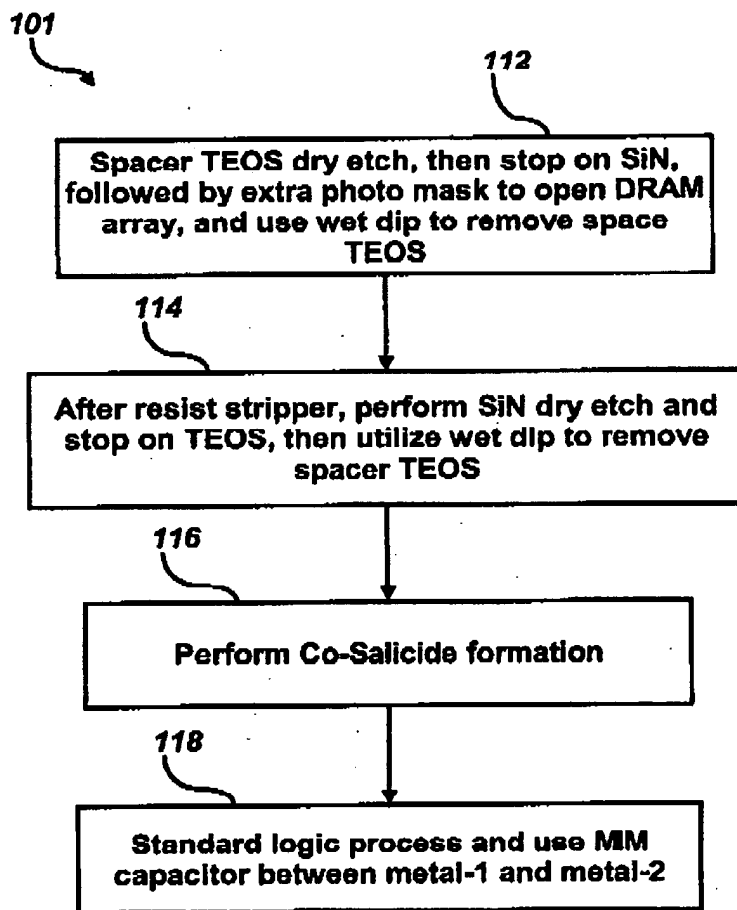 101
112
Spacer TEOS dry etch, then stop on SiN,
followed by extra photo mask to open DRAM
array, and use wet dip to remove space
TEOS
114
After resist stripper, perform SiN dry etch and
stop on TEOS, then utilize wet dip to remove
spacer TEOS
116
Perform Co-Salicide formation
118
Standard logic process and use MIM
capacitor between metal-1 and metal-2